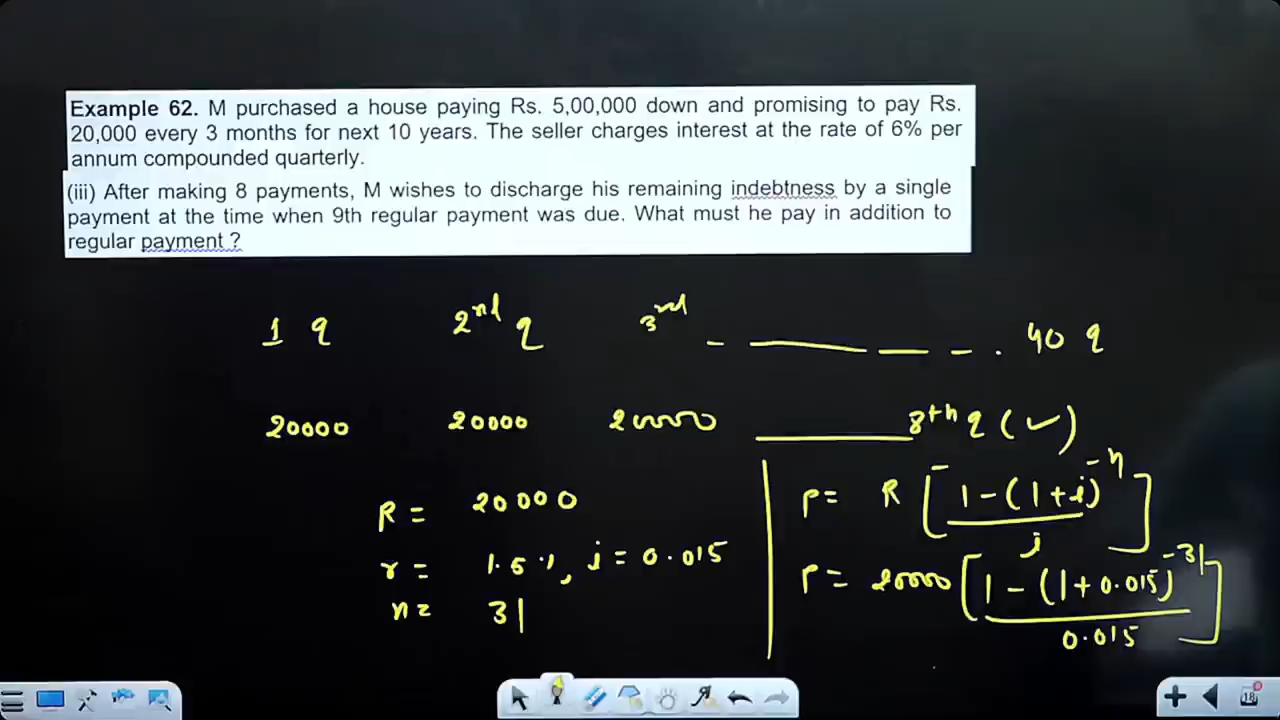 Example 62. M purchased a house paying Rs. 5,00,000 down and promising to pay Rs.
20,000 every 3 months for next 10 years. The seller charges interest at the rate of 6% per
annum compounded quarterly.
(iii) After making 8 payments, M wishes to discharge his remaining indebtness by a single
payment at the time when 9th regular payment was due. What must he pay in addition to
regular payment ?
1 q 2nd q 3rd - — — - . 40 q
20000 20000 20000 — 8th q (✓)
R = 20000
r = 1.5%, i = 0.015
n = 31
P = R [1-(1+i)^-n / i]
P = 20000 [1-(1+0.015)^-31 / 0.015]
18